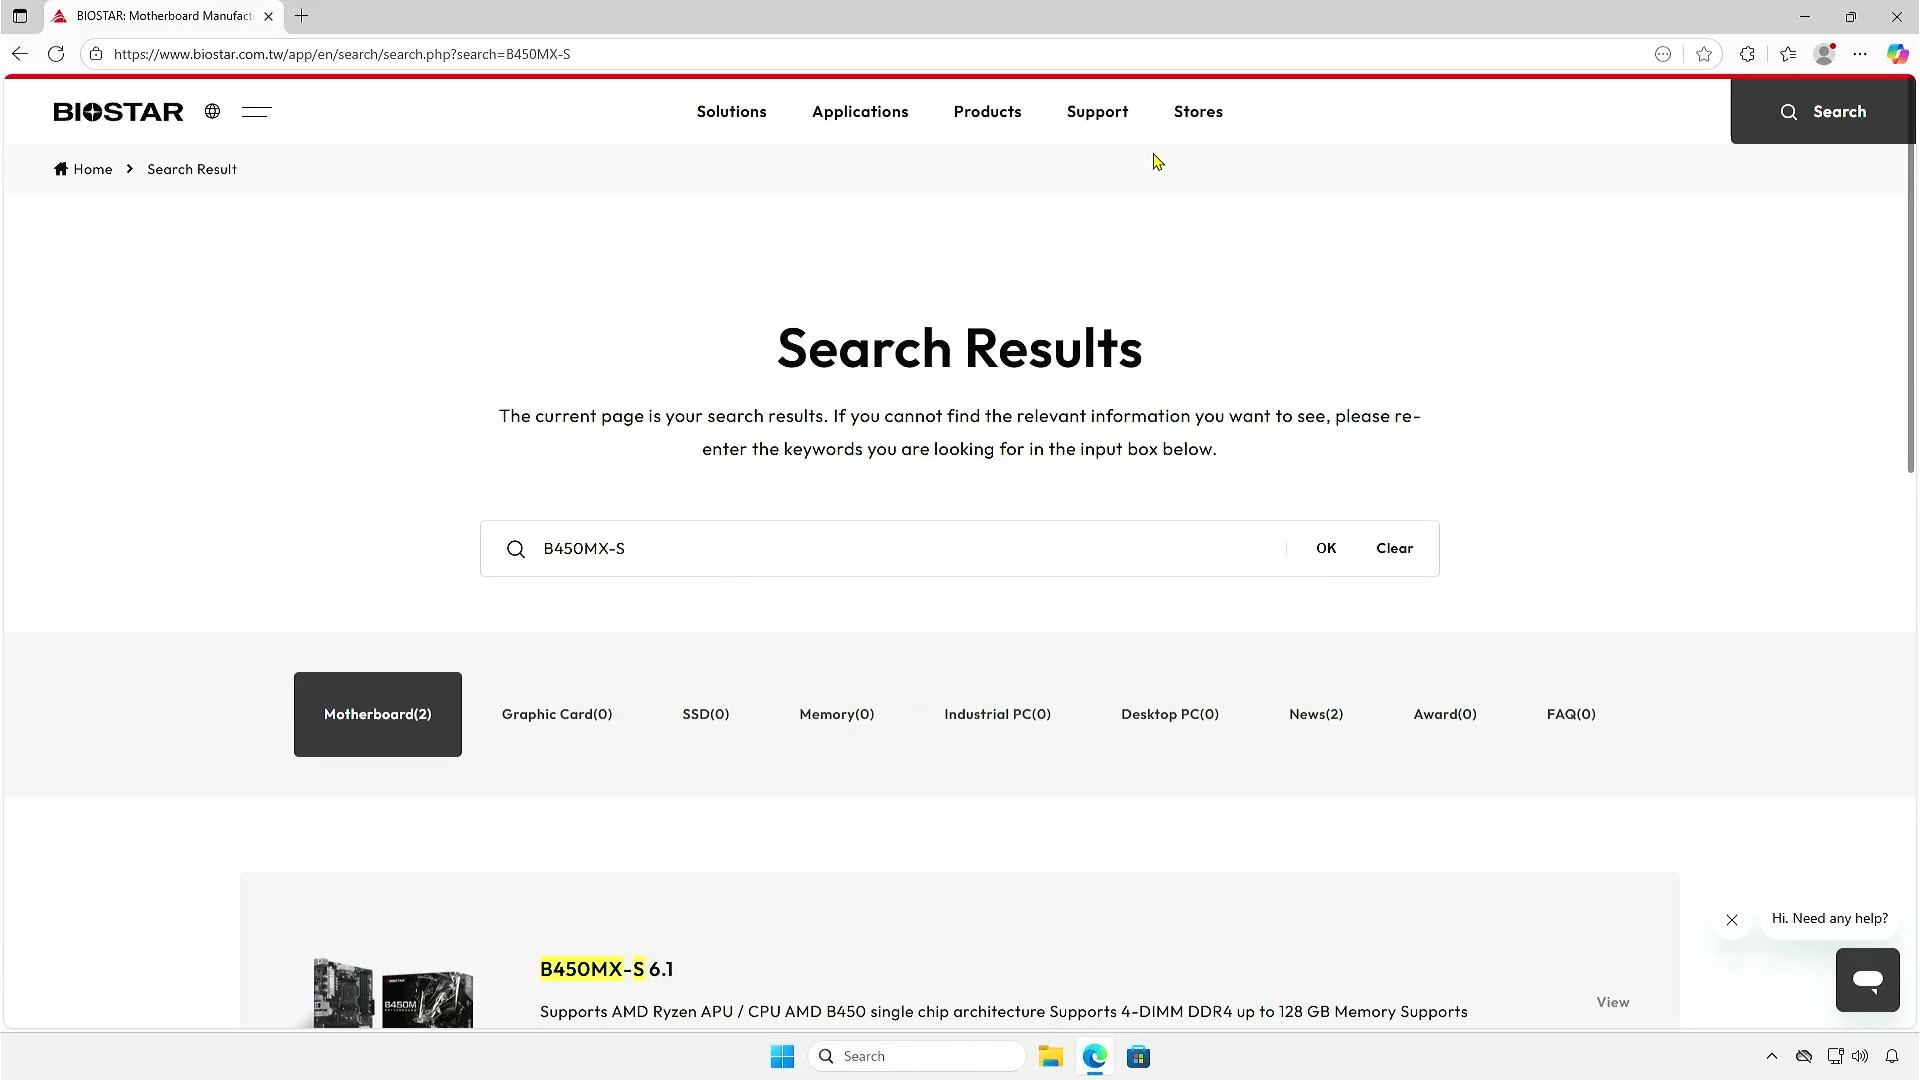 BIOSTAR: Motherboard Manufact
https://www.biostar.com.tw/app/en/search/search.php?search=B450MX-S
BIOSTAR
Solutions
Applications
Products
Support
Stores
Search
Home
Search Result
Search Results
The current page is your search results. If you cannot find the relevant information you want to see, please re-
enter the keywords you are looking for in the input box below.
B450MX-S
OK
Clear
Motherboard(2)
Graphic Card(0)
SSD(0)
Memory(0)
Industrial PC(0)
Desktop PC(0)
News(2)
Award(0)
FAQ(0)
Hi. Need any help?
B450MX-S 6.1
B450M
Supports AMD Ryzen APU / CPU AMD B450 single chip architecture Supports 4-DIMM DDR4 up to 128 GB Memory Supports
View
Search